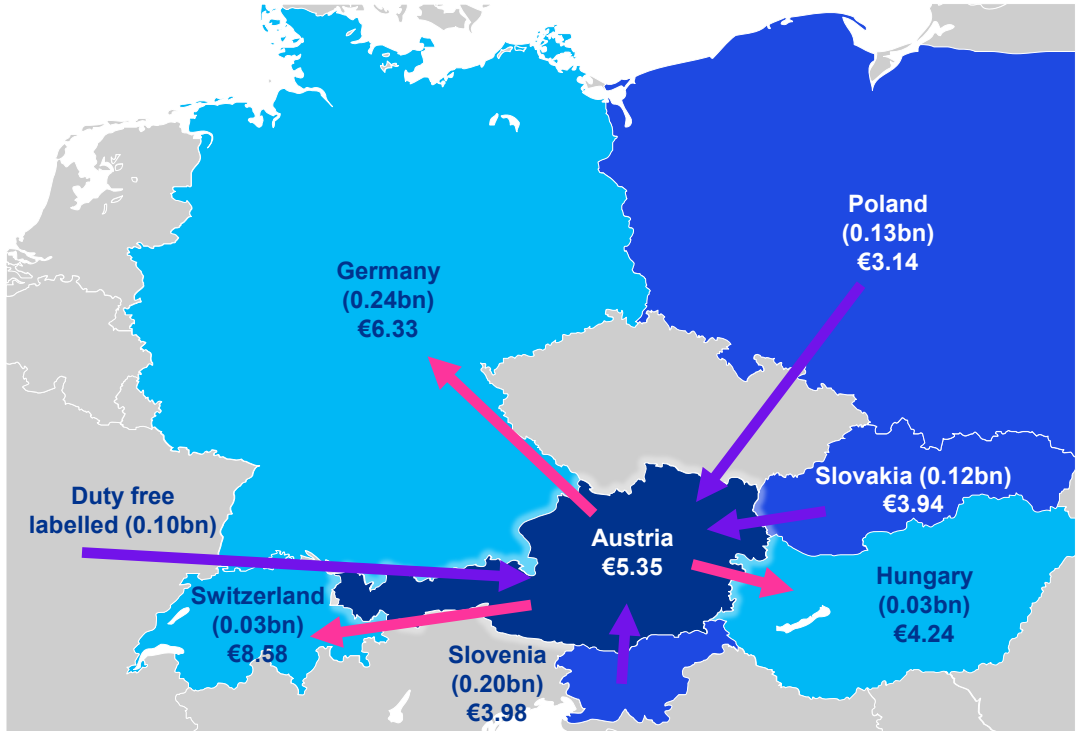 Poland
(0.13bn)
€3.14
Germany
(0.24bn)
€6.33
Slovakia (0.12bn)
€3.94
Duty free
labelled (0.10bn)
Austria
€5.35
Hungary
(0.03bn)
€4.24
Switzerland
(0.03bn)
€8.58
Slovenia
(0.20bn)
€3.98